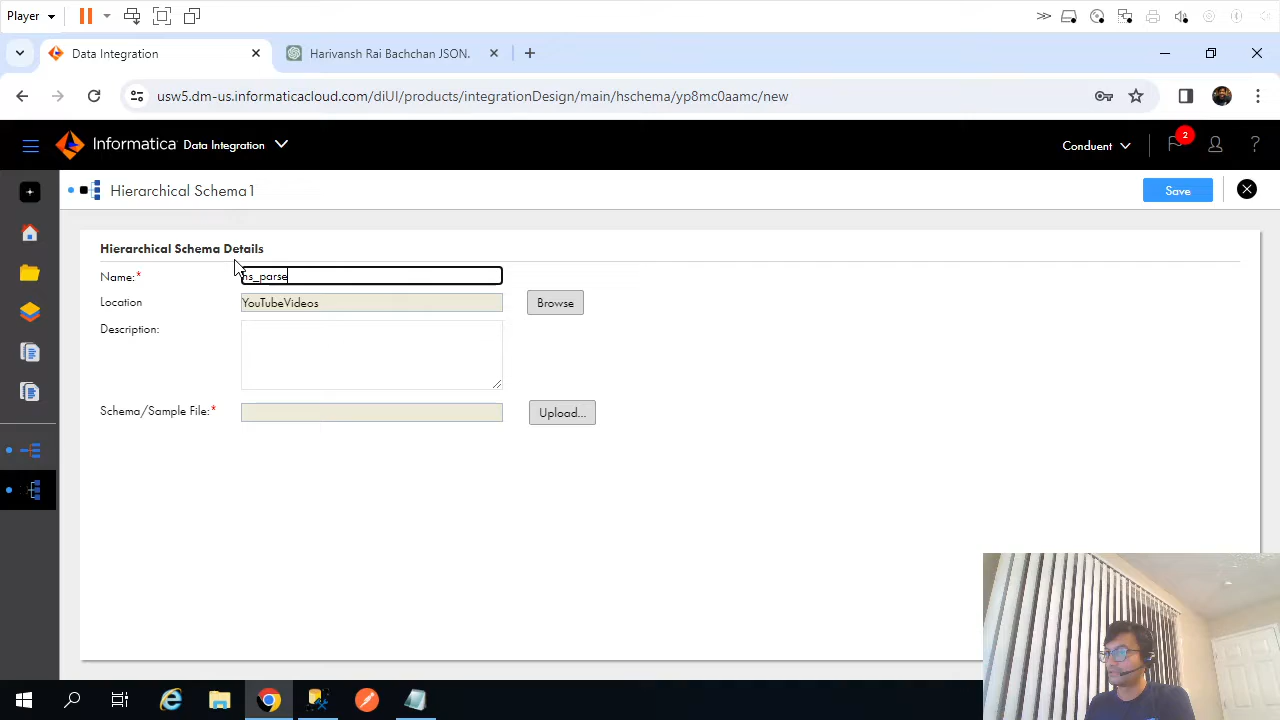 Player
Data Integration
Harivansh Rai Bachchan JSON.
usw5.dm-us.informaticacloud.com/diUI/products/integrationDesign/main/hschema/yp8mc0aamc/new
Informatica Data Integration
Conduent
2
Hierarchical Schema1
Save
Hierarchical Schema Details
Name:*
hs_parse
Location
YouTubeVideos
Browse
Description:
Schema/Sample File:*
Upload...